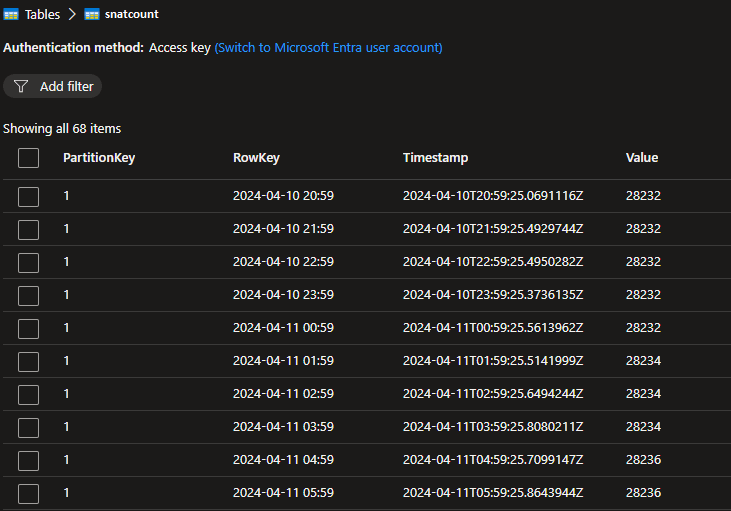 Tables > snatcount
Authentication method: Access key (Switch to Microsoft Entra user account)
Add filter
Showing all 68 items
PartitionKey RowKey Timestamp Value
1 2024-04-10 20:59 2024-04-10T20:59:25.0691116Z 28232
1 2024-04-10 21:59 2024-04-10T21:59:25.4929744Z 28232
1 2024-04-10 22:59 2024-04-10T22:59:25.4950282Z 28232
1 2024-04-10 23:59 2024-04-10T23:59:25.3736135Z 28232
1 2024-04-11 00:59 2024-04-11T00:59:25.5613962Z 28232
1 2024-04-11 01:59 2024-04-11T01:59:25.5141999Z 28234
1 2024-04-11 02:59 2024-04-11T02:59:25.6494244Z 28234
1 2024-04-11 03:59 2024-04-11T03:59:25.8080211Z 28234
1 2024-04-11 04:59 2024-04-11T04:59:25.7099147Z 28236
1 2024-04-11 05:59 2024-04-11T05:59:25.8643944Z 28236